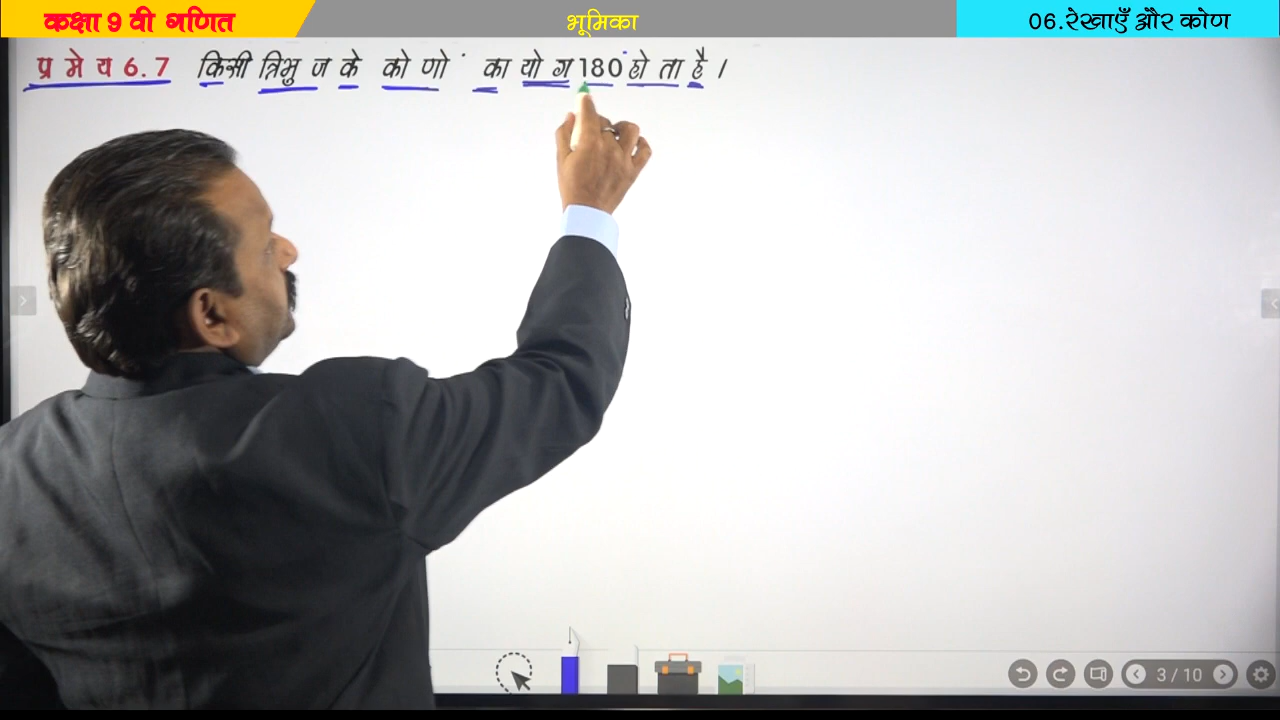 कक्षा 9 वी गणित
भूमिका
06.रेखाएँ और कोण
प्रमेय 6.7 किसी त्रिभुज के कोणों का योग 180° होता है।
3 / 10